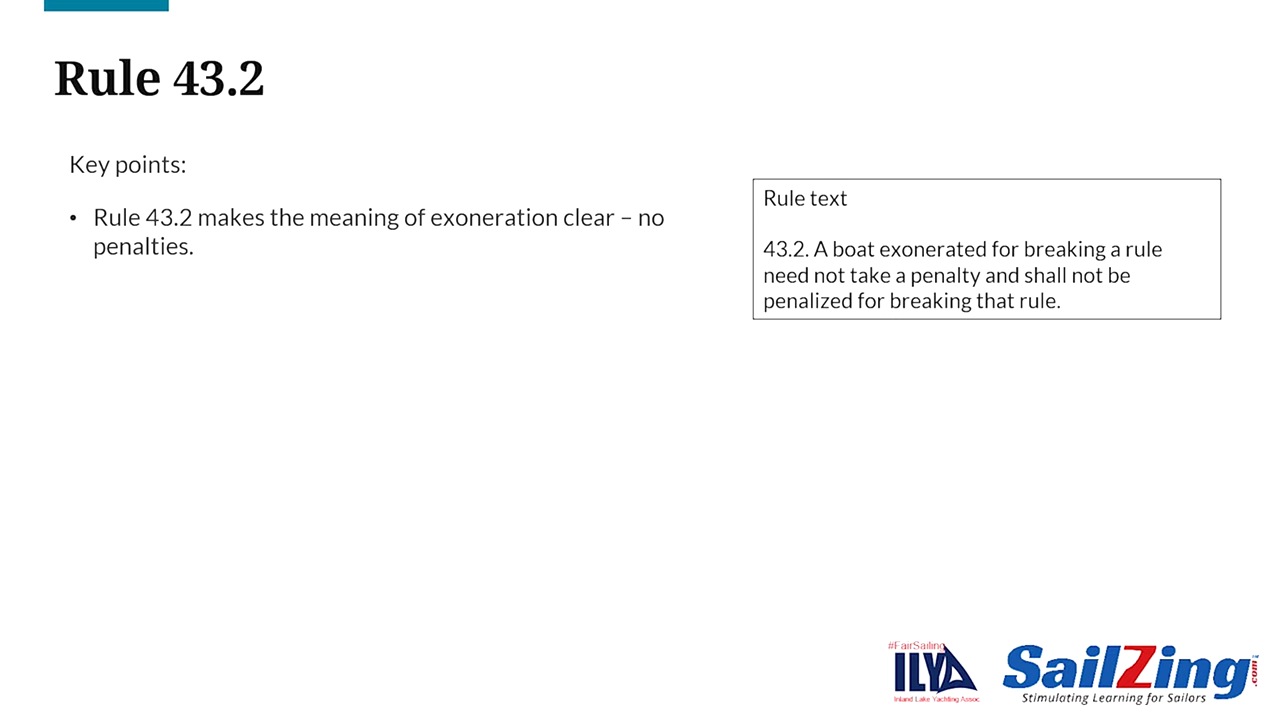 Rule 43.2
Key points:
• Rule 43.2 makes the meaning of exoneration clear – no
penalties.
Rule text
43.2. A boat exonerated for breaking a rule
need not take a penalty and shall not be
penalized for breaking that rule.
#FairSailing
ILYA
Inland Lake Yachting Assoc.
SailZing.com
Stimulating Learning for Sailors